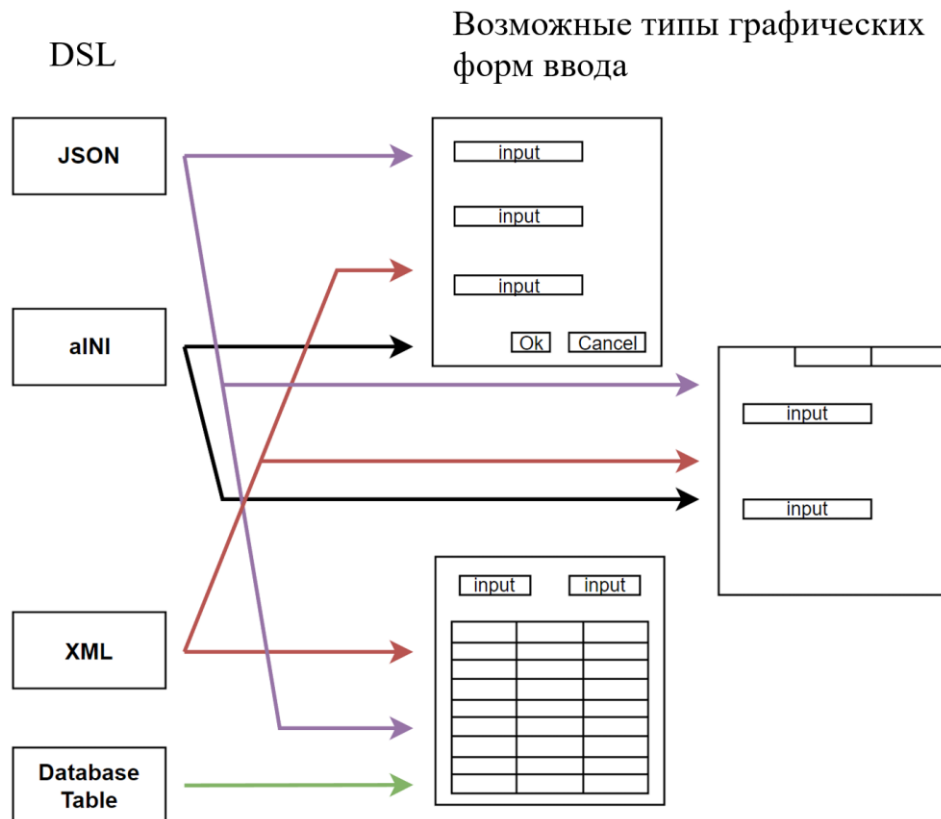 DSL
Возможные типы графических
форм ввода
JSON
input
input
input
Ok Cancel
aINI
input
input
XML
input input
Database
Table